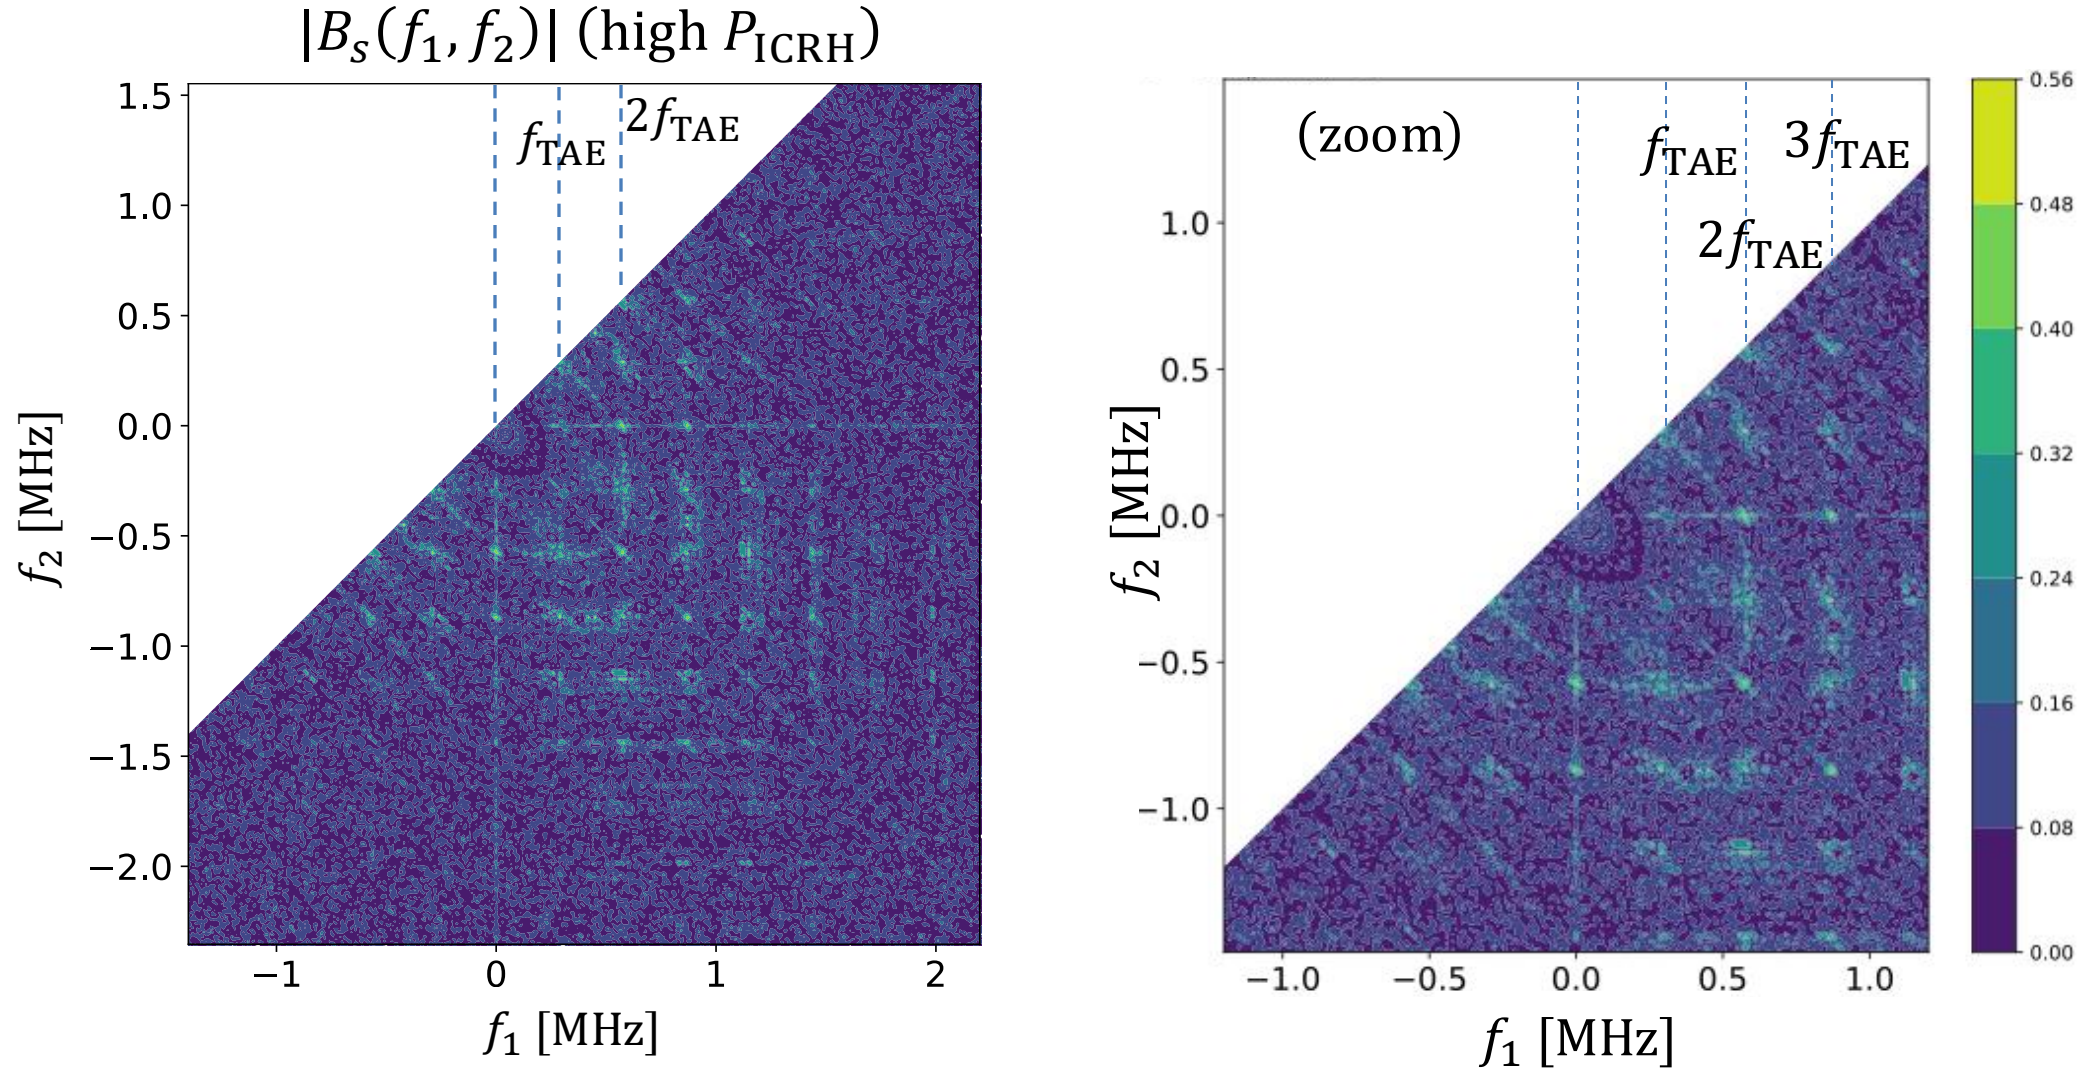 |B_s(f_1, f_2)| (high P_ICRH)
1.5
1.0
0.5
0.0
−0.5
−1.0
−1.5
−2.0
f_2 [MHz]
f_TAE
2f_TAE
−1
0
1
2
f_1 [MHz]
(zoom)
f_TAE
3f_TAE
2f_TAE
1.0
0.5
0.0
−0.5
−1.0
f_2 [MHz]
−1.0
−0.5
0.0
0.5
1.0
f_1 [MHz]
0.56
0.48
0.40
0.32
0.24
0.16
0.08
0.00